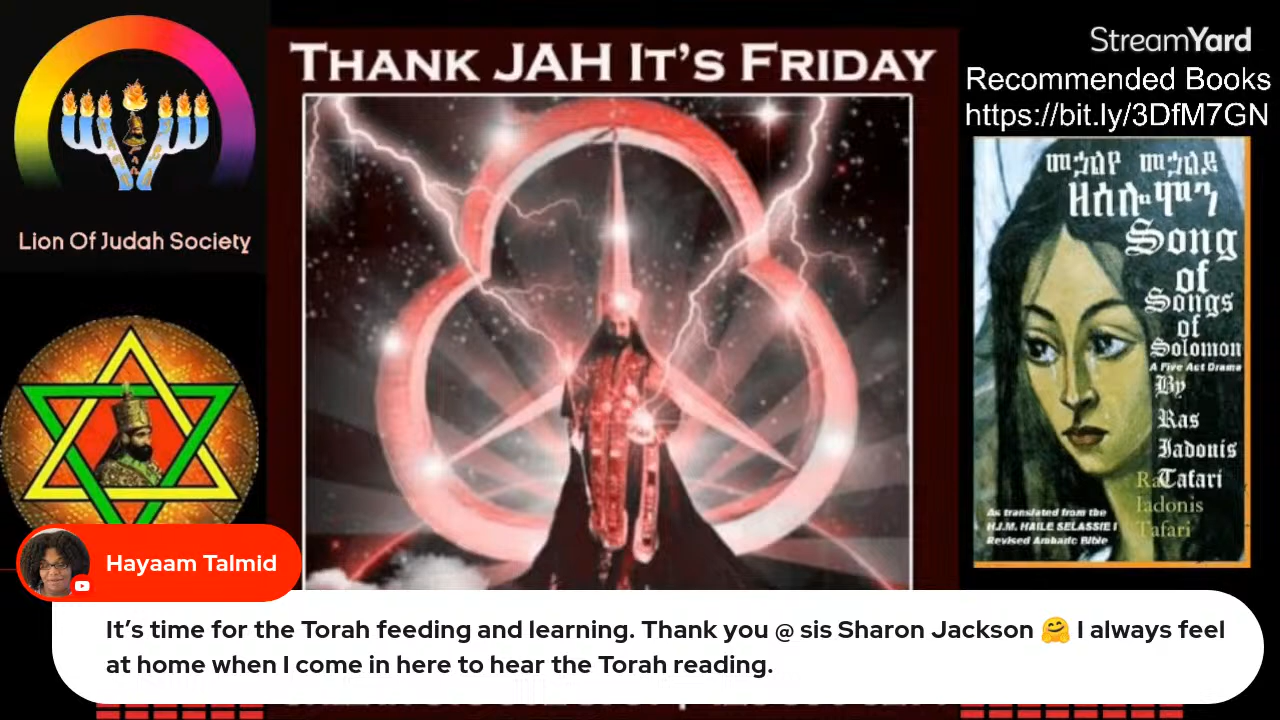 THANK JAH IT'S FRIDAY
StreamYard
Recommended Books
https://bit.ly/3DfM7GN
Lion Of Judah Society
መኃልየ መኃልይ
ዘሰሎሞን
Song
of
Songs
of
Solomon
A Five Act Drama
By
Ras
Iadonis
Tafari
Ras
Iadonis
Tafari
As translated from the
H.I.M. HAILE SELASSIE I
Revised Amharic Bible
Hayaam Talmid
It's time for the Torah feeding and learning. Thank you @ sis Sharon Jackson 🤗 I always feel
at home when I come in here to hear the Torah reading.